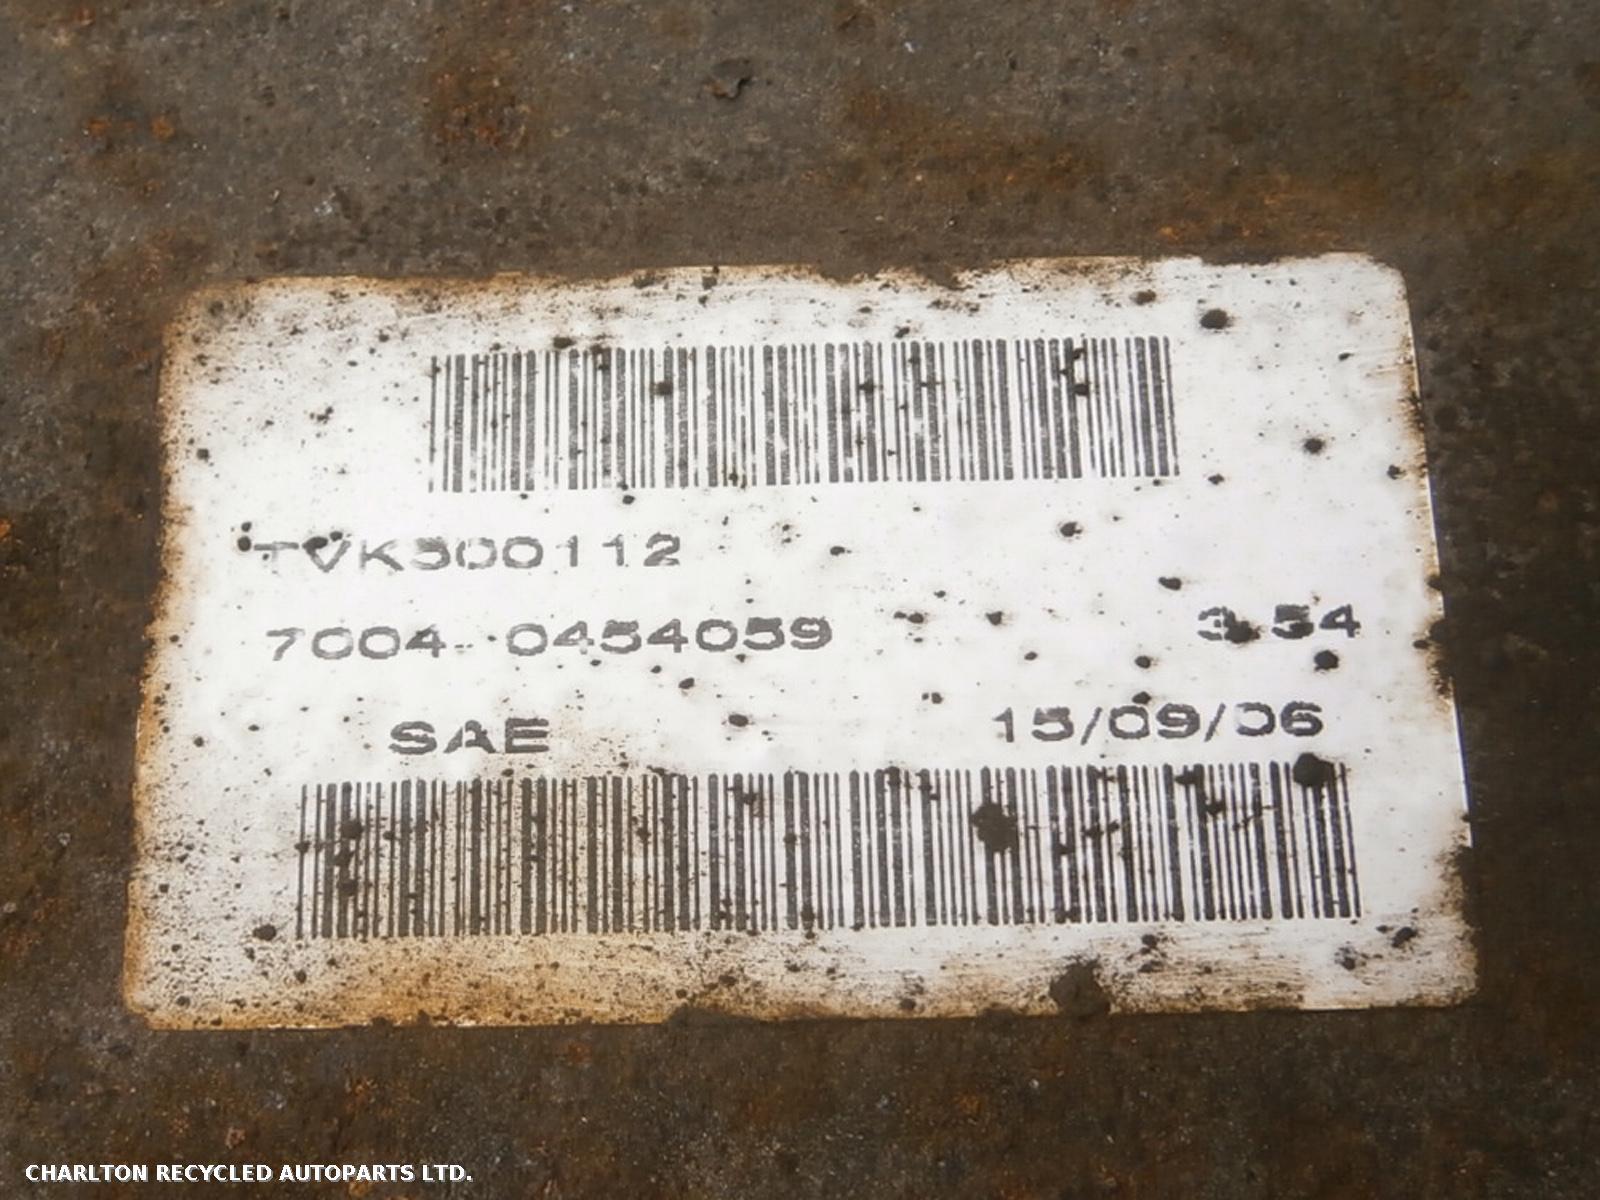 TVK500112
7004-0454059 3.54
SAE 15/09/06
CHARLTON RECYCLED AUTOPARTS LTD.